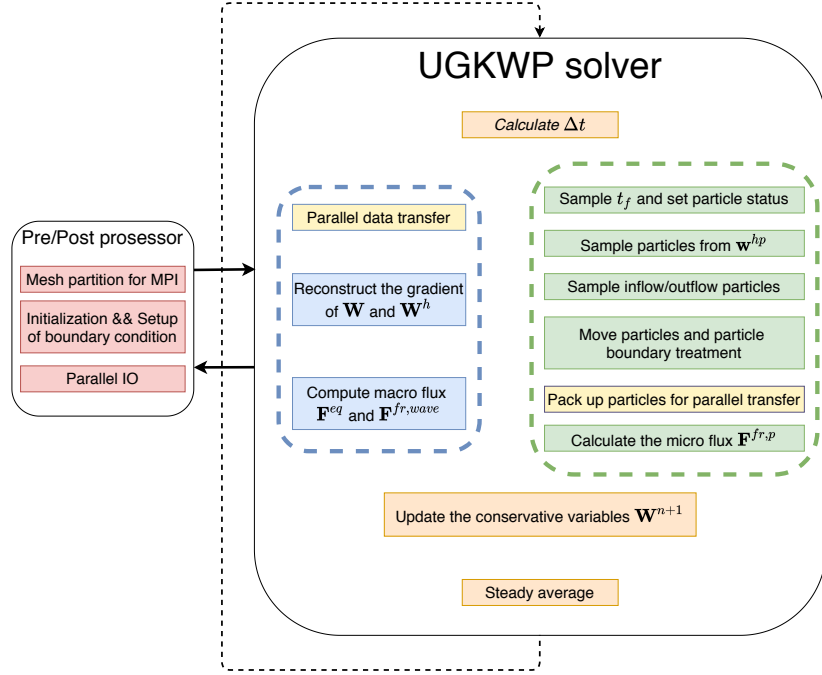 UGKWP solver
Calculate Δt
Pre/Post prosessor
Mesh partition for MPI
Initialization && Setup
of boundary condition
Parallel IO
Parallel data transfer
Reconstruct the gradient
of W and W^h
Compute macro flux
F^{eq} and F^{fr,wave}
Sample t_f and set particle status
Sample particles from w^{hp}
Sample inflow/outflow particles
Move particles and particle
boundary treatment
Pack up particles for parallel transfer
Calculate the micro flux F^{fr,p}
Update the conservative variables W^{n+1}
Steady average